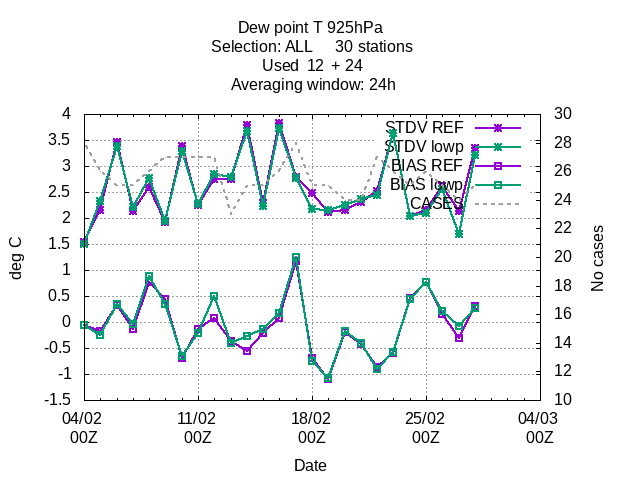 Dew point T 925hPa
Selection: ALL 30 stations
Used 12 + 24
Averaging window: 24h
4
3.5
3
2.5
2
1.5
1
0.5
0
-0.5
-1
-1.5
deg C
30
28
26
24
22
20
18
16
14
12
10
No cases
STDV REF
STDV lowp
BIAS REF
BIAS lowp
CASES
04/02 11/02 18/02 25/02 04/03
00Z 00Z 00Z 00Z 00Z
Date